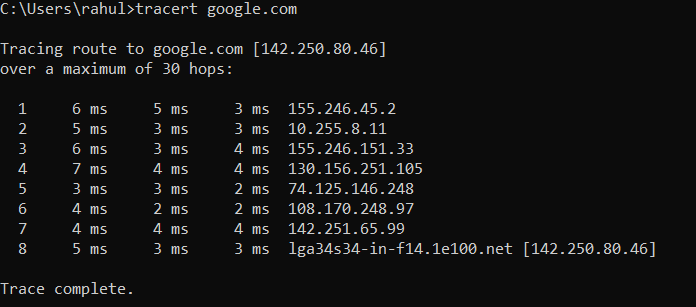 C:\Users\rahul>tracert google.com
Tracing route to google.com [142.250.80.46]
over a maximum of 30 hops:
1 6 ms 5 ms 3 ms 155.246.45.2
2 5 ms 3 ms 3 ms 10.255.8.11
3 6 ms 3 ms 4 ms 155.246.151.33
4 7 ms 4 ms 4 ms 130.156.251.105
5 3 ms 3 ms 2 ms 74.125.146.248
6 4 ms 2 ms 2 ms 108.170.248.97
7 4 ms 4 ms 4 ms 142.251.65.99
8 5 ms 3 ms 3 ms lga34s34-in-f14.1e100.net [142.250.80.46]
Trace complete.